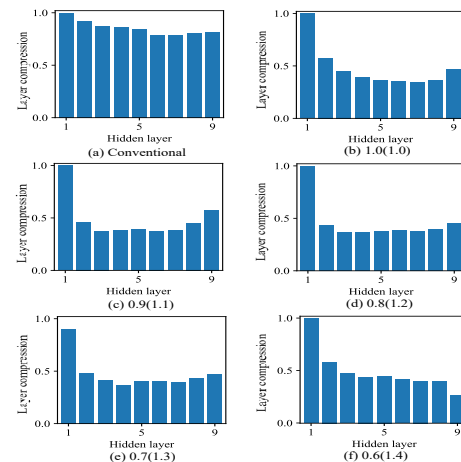 1.0
0.5
0.0
Layer compression
1
5
9
Hidden layer
(a) Conventional
1.0
0.5
0.0
Layer compression
1
5
9
Hidden layer
(b) 1.0(1.0)
1.0
0.5
0.0
Layer compression
1
5
9
Hidden layer
(c) 0.9(1.1)
1.0
0.5
0.0
Layer compression
1
5
9
Hidden layer
(d) 0.8(1.2)
1.0
0.5
0.0
Layer compression
1
5
9
Hidden layer
(e) 0.7(1.3)
1.0
0.5
0.0
Layer compression
1
5
9
Hidden layer
(f) 0.6(1.4)